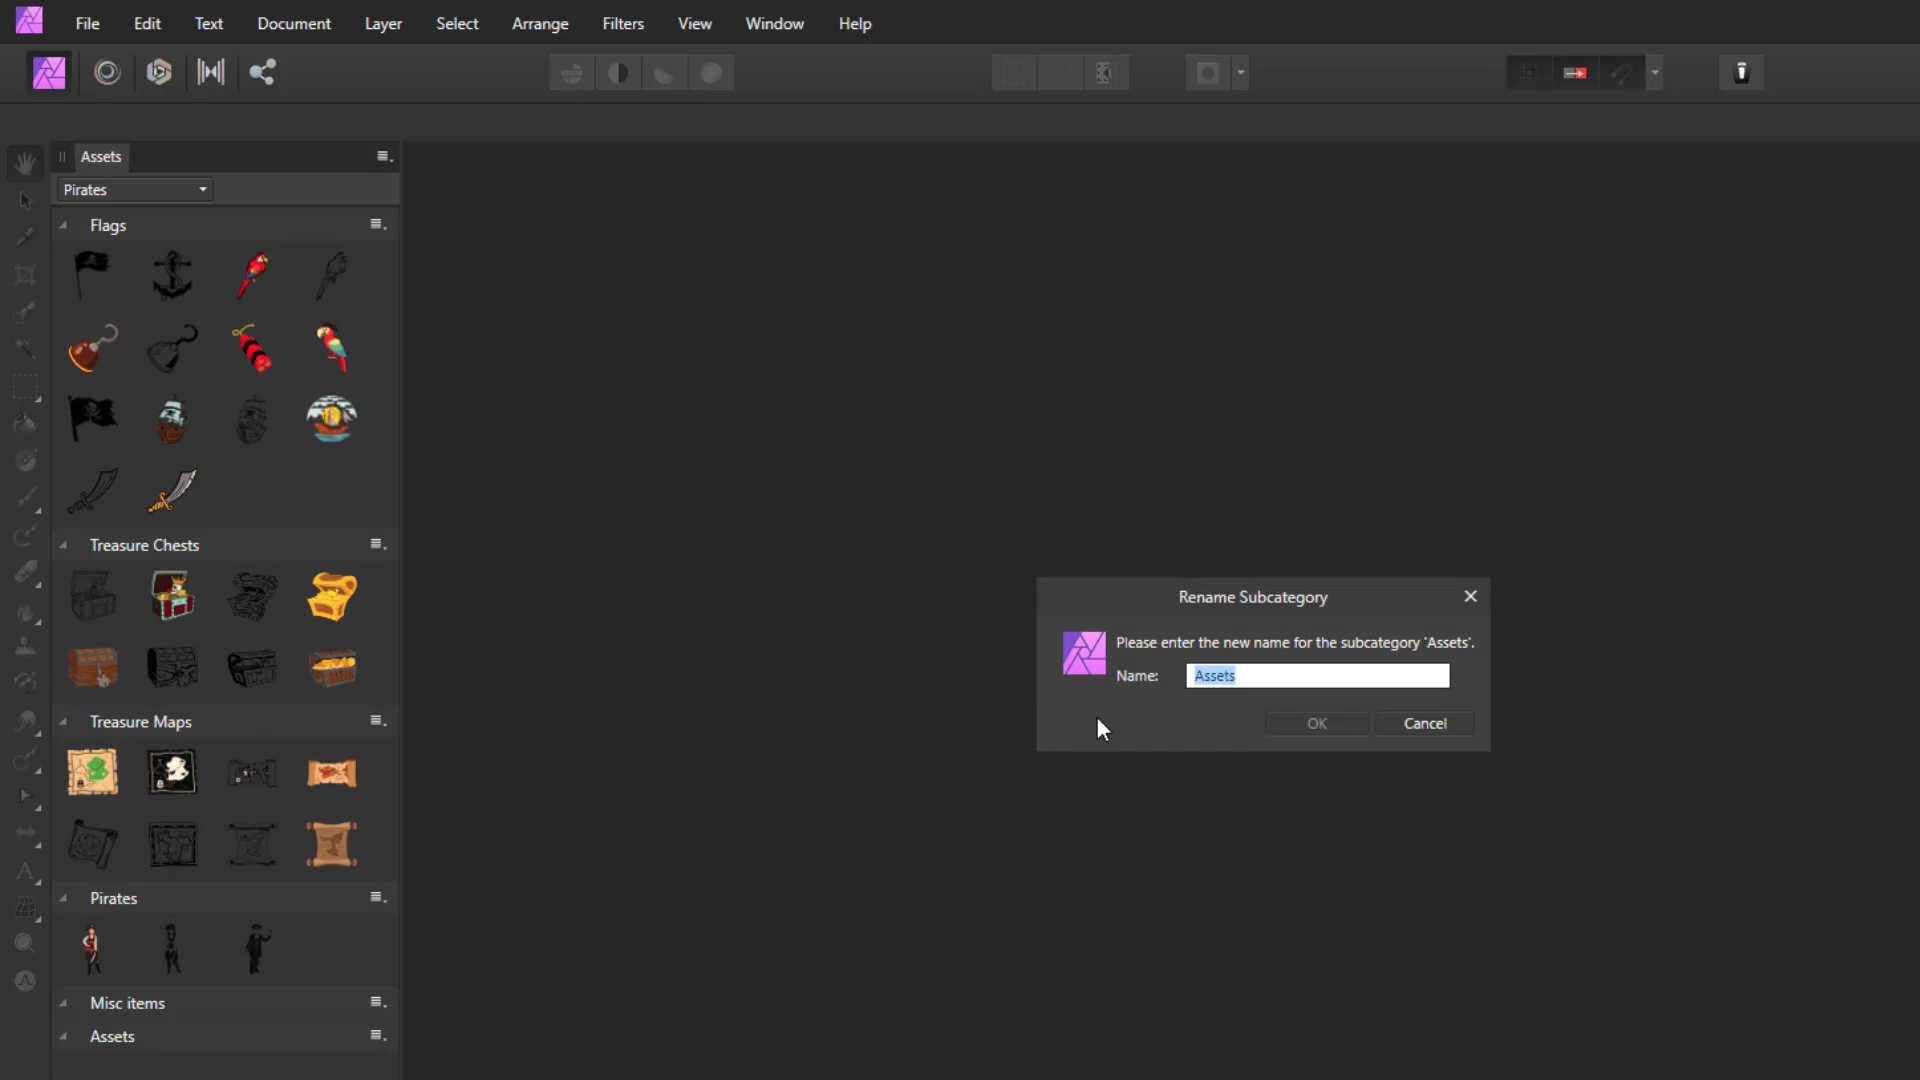 File Edit Text Document Layer Select Arrange Filters View Window Help
Assets
Pirates
Flags
Treasure Chests
Treasure Maps
Pirates
Misc items
Assets
Rename Subcategory
Please enter the new name for the subcategory 'Assets'.
Name: Assets
OK Cancel